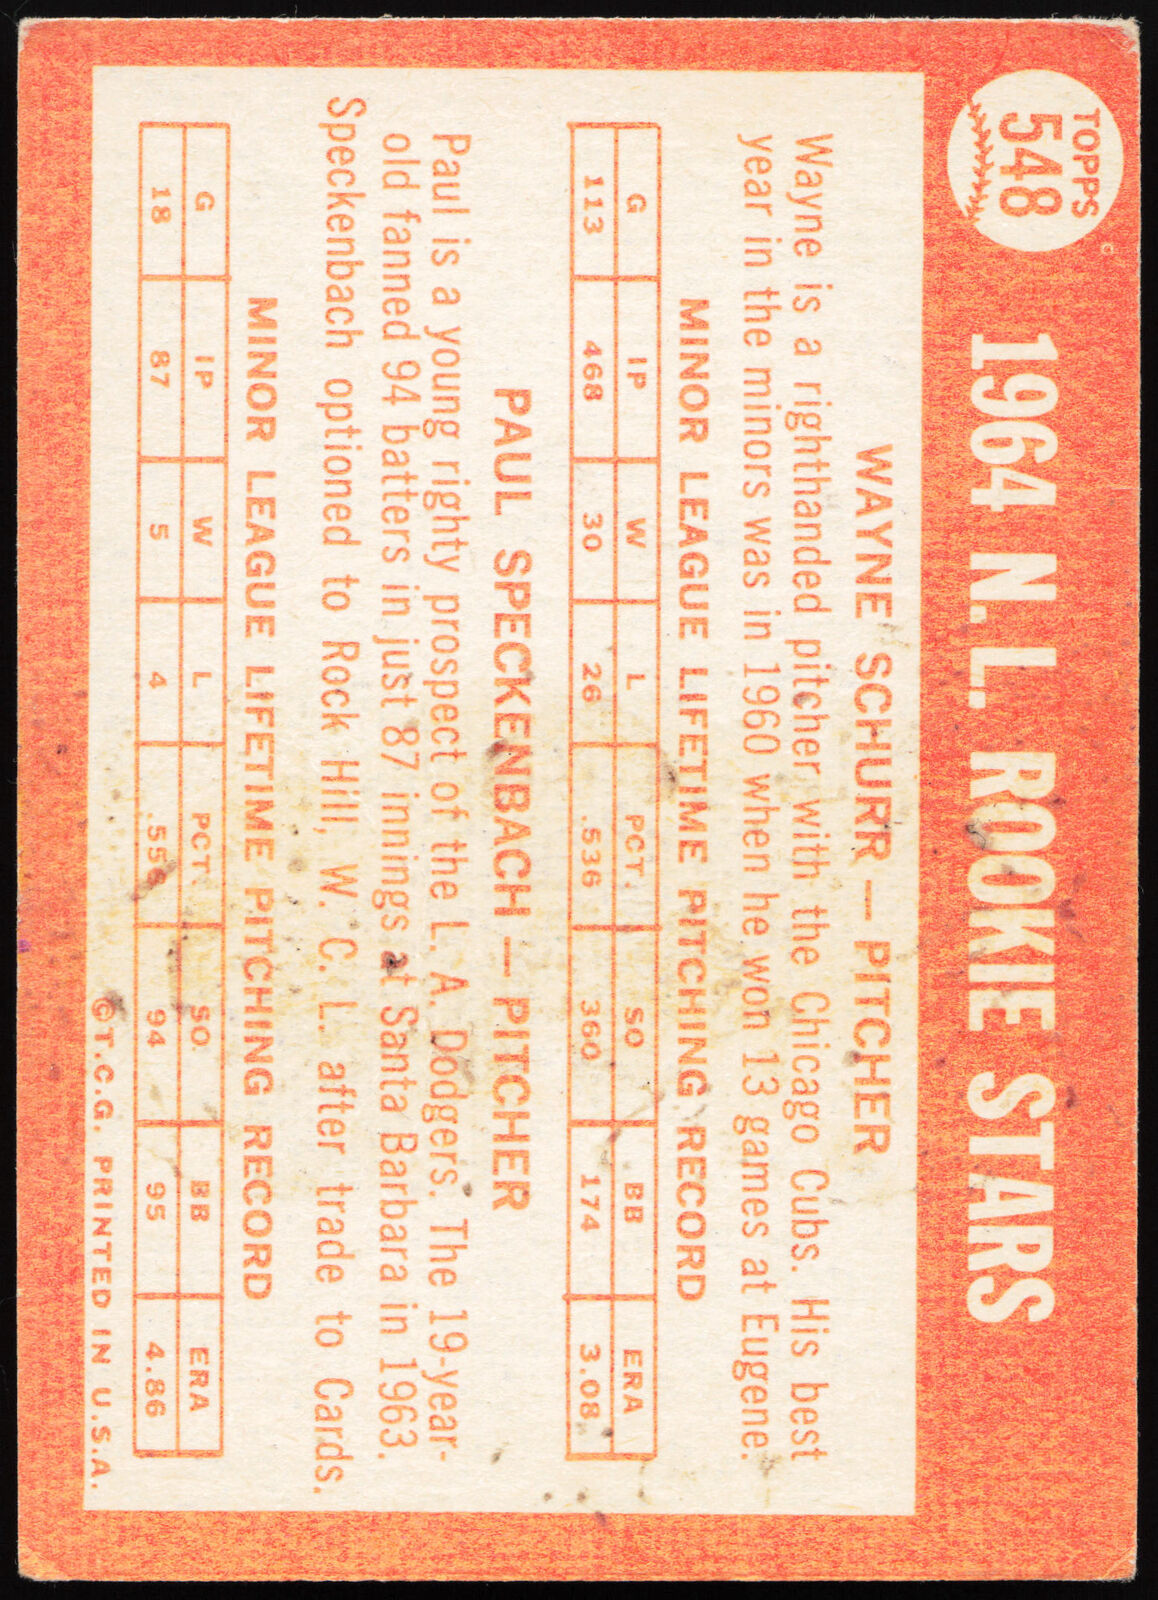 TOPPS
548
1964 N. L. ROOKIE STARS
WAYNE SCHURR — PITCHER
Wayne is a righthanded pitcher with the Chicago Cubs. His best
year in the minors was in 1960 when he won 13 games at Eugene.
MINOR LEAGUE LIFETIME PITCHING RECORD
G IP W L PCT. SO BB ERA
113 468 30 26 .536 360 174 3.08
PAUL SPECKENBACH — PITCHER
Paul is a young righty prospect of the L. A. Dodgers. The 19-year-
old fanned 94 batters in just 87 innings at Santa Barbara in 1963.
Speckenbach optioned to Rock Hill, W. C. L. after trade to Cards.
MINOR LEAGUE LIFETIME PITCHING RECORD
G IP W L PCT. SO BB ERA
18 87 5 4 .556 94 95 4.86
©T.C.G. PRINTED IN U.S.A.